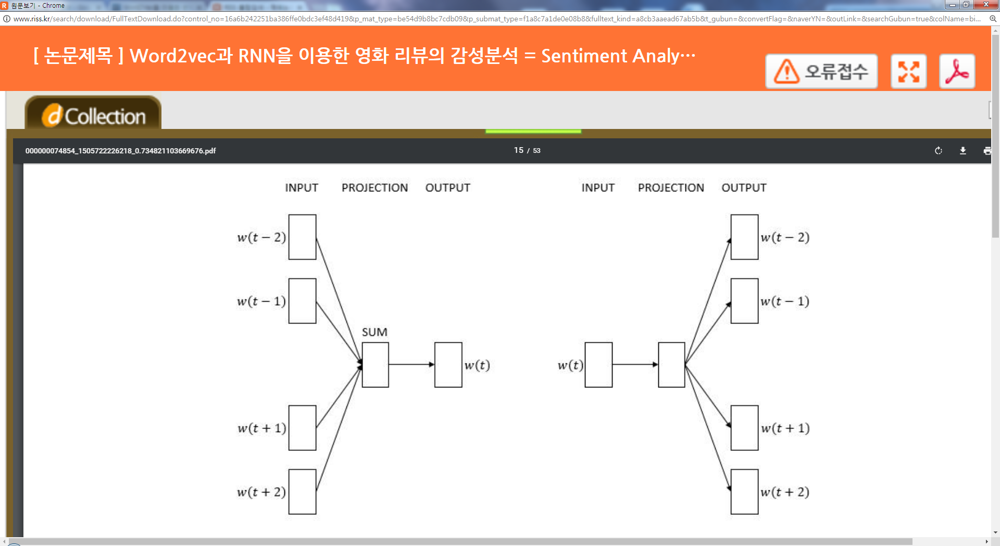 원문보기 - Chrome
www.riss.kr/search/download/FullTextDownload.do?control_no=16a6b242251ba386ffe0bdc3ef48d419&p_mat_type=be54d9b8bc7cdb09&p_submat_type=f1a8c7a1de0e08b8&fulltext_kind=a8cb3aaead67ab5b&t_gubun=&convertFlag=&naverYN=&outLink=&searchGubun=true&colName=bi...
[ 논문제목 ] Word2vec과 RNN을 이용한 영화 리뷰의 감성분석 = Sentiment Analy…
오류접수
dCollection
000000074854_1505722226218_0.734821103669676.pdf
15 / 53
INPUT PROJECTION OUTPUT
w(t − 2)
w(t − 1)
SUM
w(t)
w(t + 1)
w(t + 2)
INPUT PROJECTION OUTPUT
w(t − 2)
w(t − 1)
w(t)
w(t + 1)
w(t + 2)